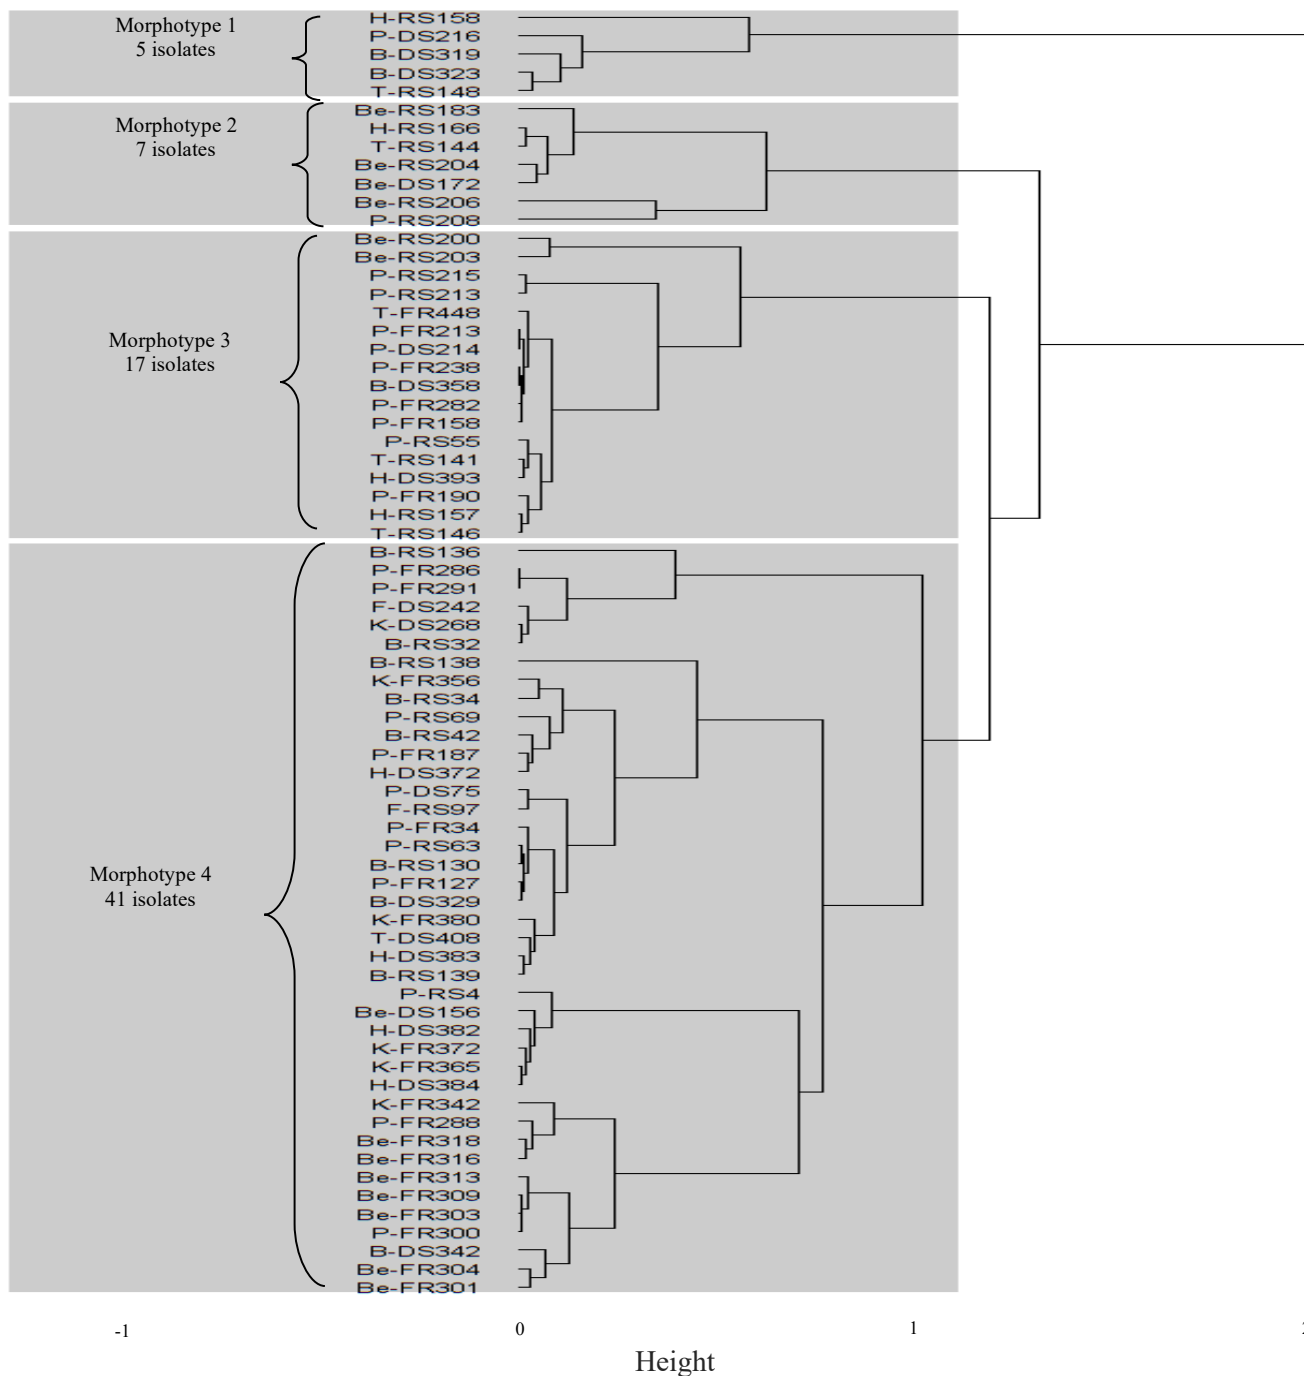 Morphotype 1
5 isolates
H-RS158
P-DS216
B-DS319
B-DS323
T-RS148
Morphotype 2
7 isolates
Be-RS183
H-RS166
T-RS144
Be-RS204
Be-DS172
Be-RS206
P-RS208
Morphotype 3
17 isolates
Be-RS200
Be-RS203
P-RS215
P-RS213
T-FR448
P-FR213
P-DS214
P-FR238
B-DS358
P-FR282
P-FR158
P-RS55
T-RS141
H-DS393
P-FR190
H-RS157
T-RS146
Morphotype 4
41 isolates
B-RS136
P-FR286
P-FR291
F-DS242
K-DS268
B-RS32
B-RS138
K-FR356
B-RS34
P-RS69
B-RS42
P-FR187
H-DS372
P-DS75
F-RS97
P-FR34
P-RS63
B-RS130
P-FR127
B-DS329
K-FR380
T-DS408
H-DS383
B-RS139
P-RS4
Be-DS156
H-DS382
K-FR372
K-FR365
H-DS384
K-FR342
P-FR288
Be-FR318
Be-FR316
Be-FR313
Be-FR309
Be-FR303
P-FR300
B-DS342
Be-FR304
Be-FR301
-1 0 1
Height